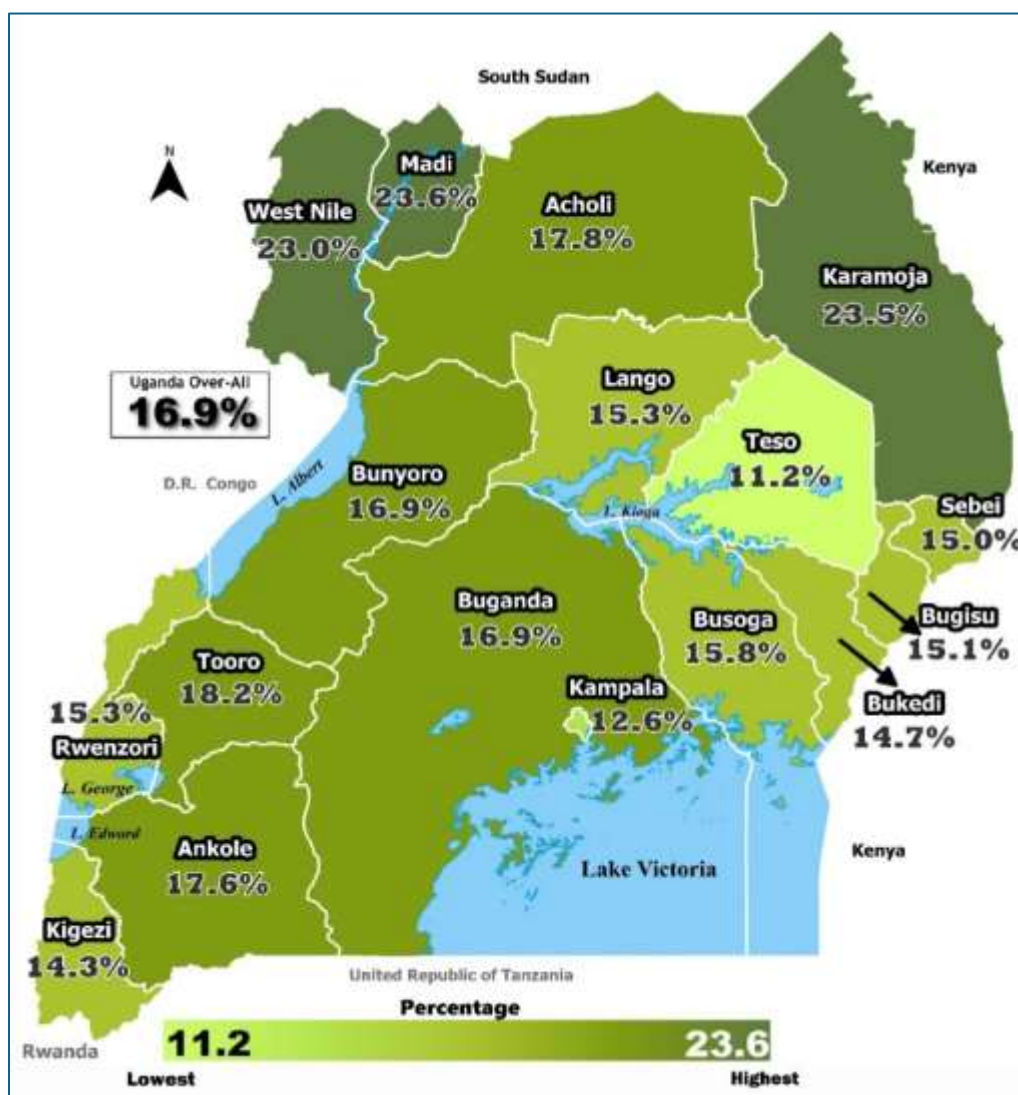 South Sudan
N
Kenya
Madi
23.6%
West Nile
23.0%
Acholi
17.8%
Karamoja
23.5%
Uganda Over-All
16.9%
Lango
15.3%
Teso
11.2%
D.R. Congo
L. Albert
Bunyoro
16.9%
L. Kioga
Sebei
15.0%
Buganda
16.9%
Busoga
15.8%
Bugisu
15.1%
Tooro
18.2%
Kampala
12.6%
Bukedi
14.7%
15.3%
Rwenzori
L. George
L. Edward
Ankole
17.6%
Lake Victoria
Kenya
Kigezi
14.3%
United Republic of Tanzania
Percentage
11.2
23.6
Rwanda
Lowest
Highest